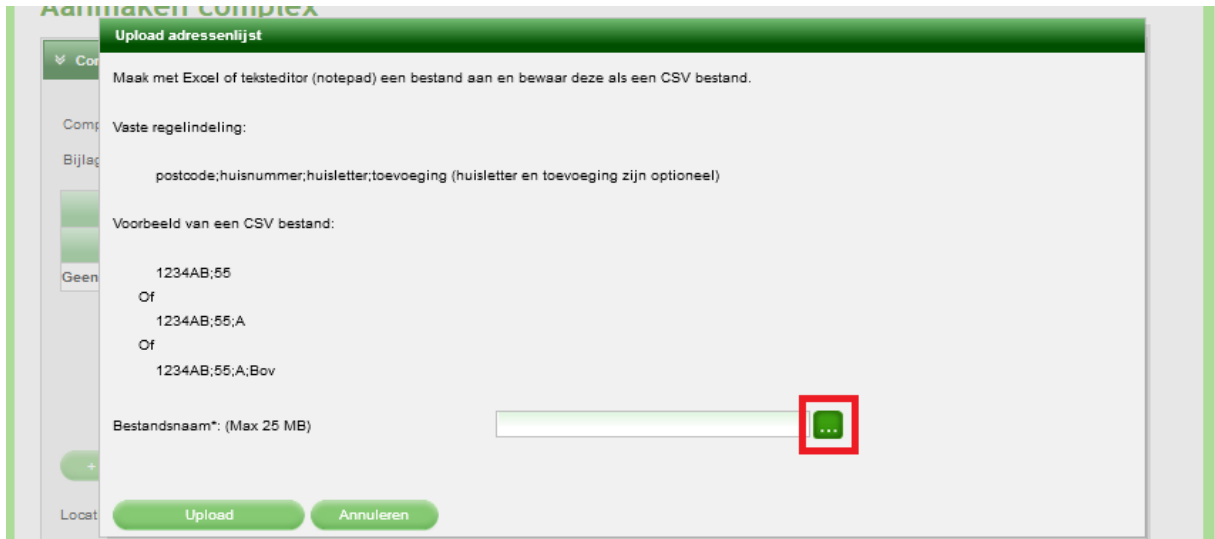 Aanmaken complex
Upload adressenlijst
Maak met Excel of teksteditor (notepad) een bestand aan en bewaar deze als een CSV bestand.
Vaste regelindeling:
postcode;huisnummer;huisletter;toevoeging (huisletter en toevoeging zijn optioneel)
Voorbeeld van een CSV bestand:
Geen
1234AB;55
Of
1234AB;55;A
Of
1234AB;55;A;Bov
Bestandsnaam*: (Max 25 MB)
...
+
Upload
Annuleren